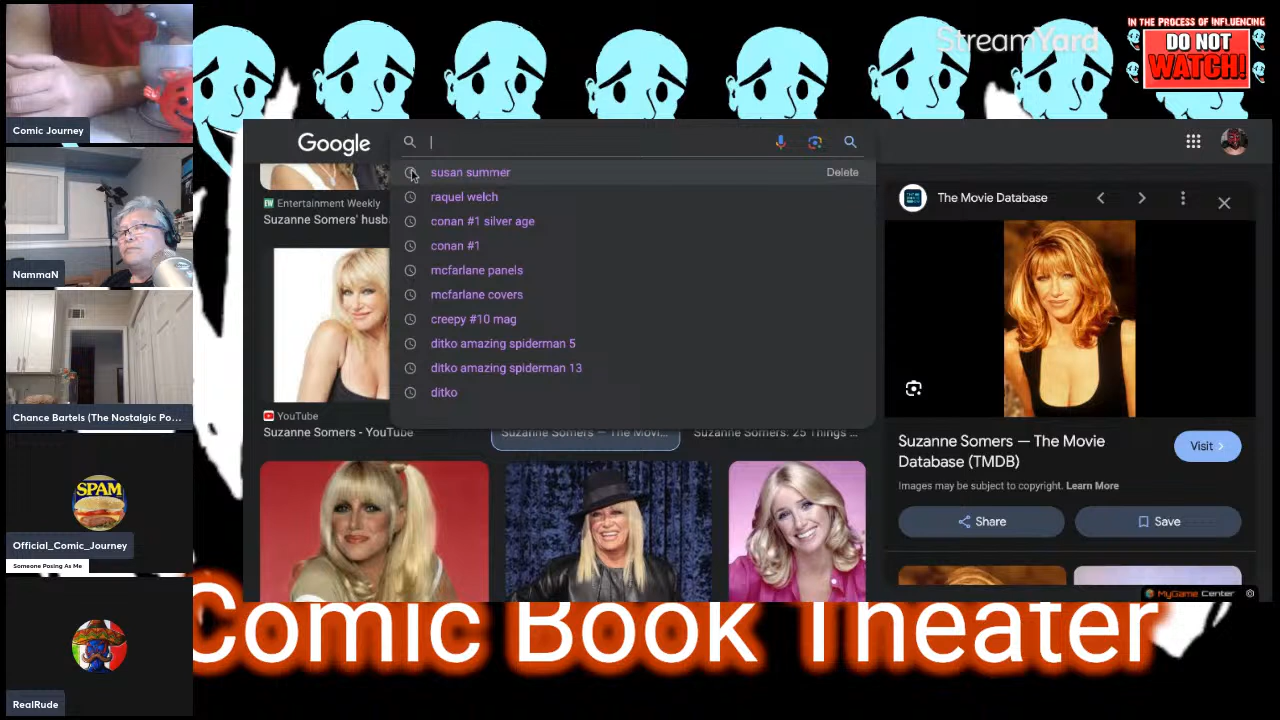 StreamYard
IN THE PROCESS OF INFLUENCING
DO NOT
WATCH!
Comic Journey
NammaN
Chance Bartels (The Nostalgic Po...
SPAM
Official_Comic_Journey
Someone Posing As Me
RealRude
Google
susan summer
Delete
raquel welch
conan #1 silver age
conan #1
mcfarlane panels
mcfarlane covers
creepy #10 mag
ditko amazing spiderman 5
ditko amazing spiderman 13
ditko
Entertainment Weekly
Suzanne Somers' husb
YouTube
Suzanne Somers - YouTube
Suzanne Somers — The Movi...
Suzanne Somers: 25 Things ...
The Movie Database
Suzanne Somers — The Movie
Database (TMDB)
Visit
Images may be subject to copyright. Learn More
Share
Save
MyGame Center
Comic Book Theater